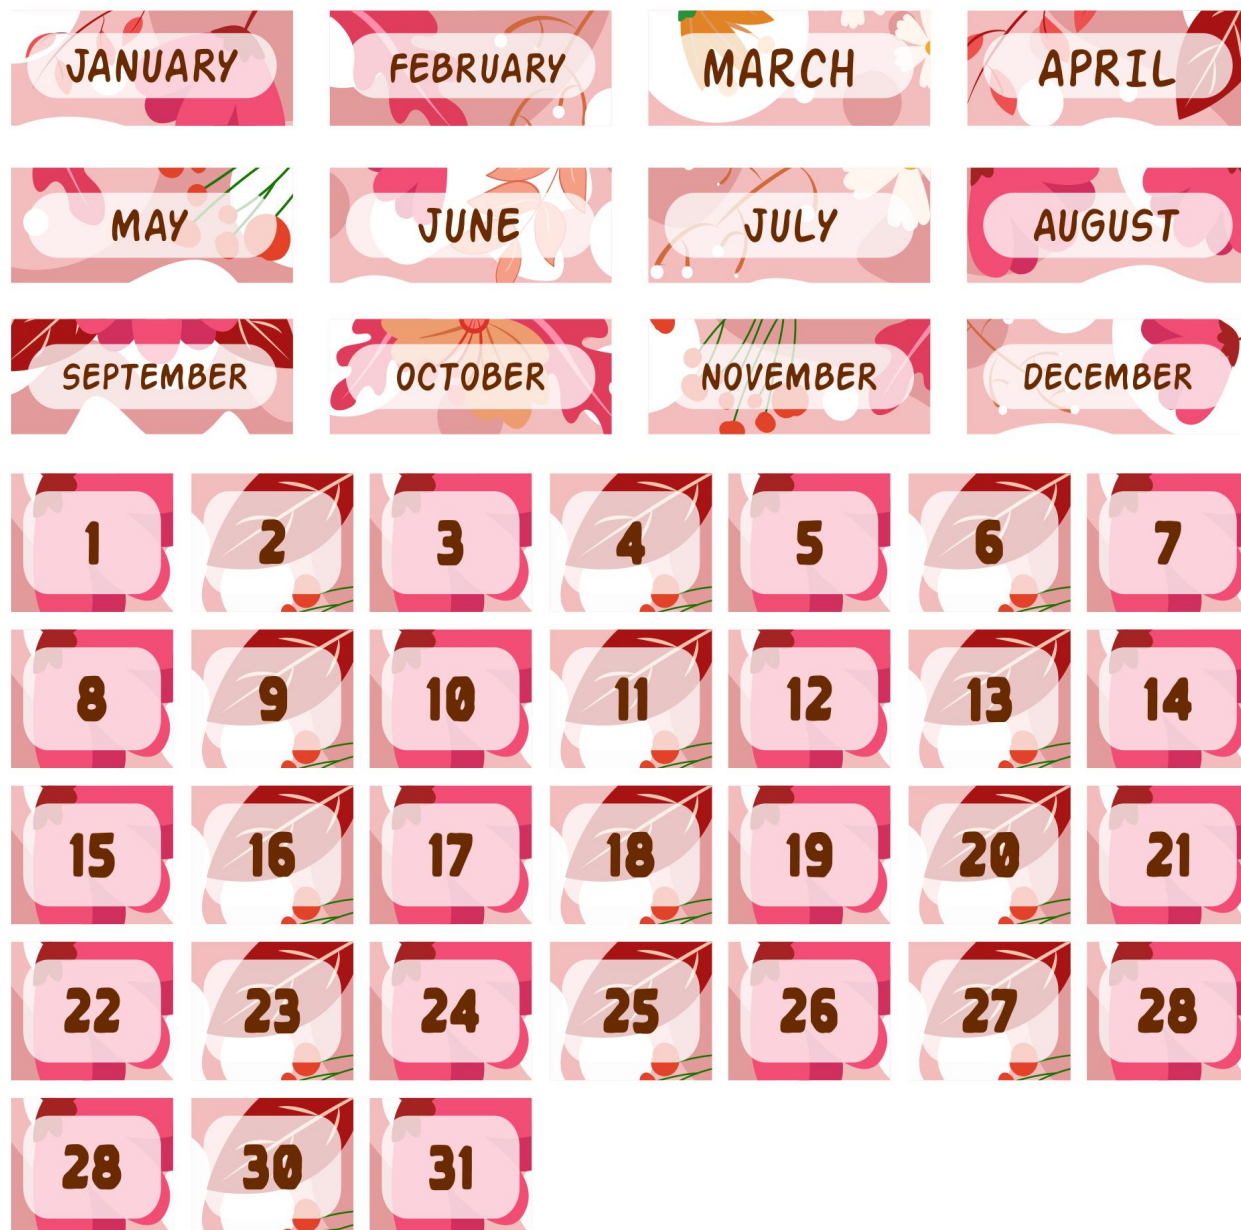 JANUARY FEBRUARY MARCH APRIL
MAY JUNE JULY AUGUST
SEPTEMBER OCTOBER NOVEMBER DECEMBER
1 2 3 4 5 6 7
8 9 10 11 12 13 14
15 16 17 18 19 20 21
22 23 24 25 26 27 28
28 30 31